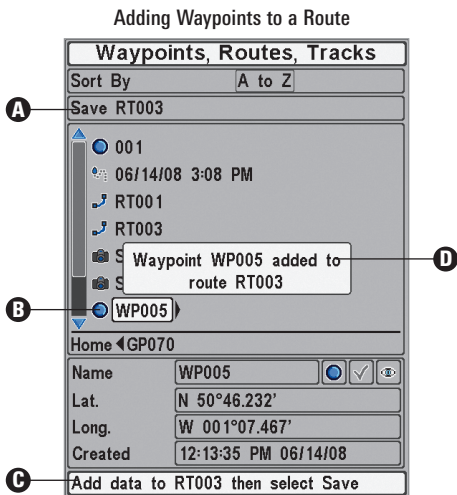 Adding Waypoints to a Route
Waypoints, Routes, Tracks
Sort By A to Z
A Save RT003
001
06/14/08 3:08 PM
RT001
RT003
S
Waypoint WP005 added to
route RT003
D
S
B WP005
Home GP070
Name WP005
Lat. N 50°46.232'
Long. W 001°07.467'
Created 12:13:35 PM 06/14/08
C Add data to RT003 then select Save